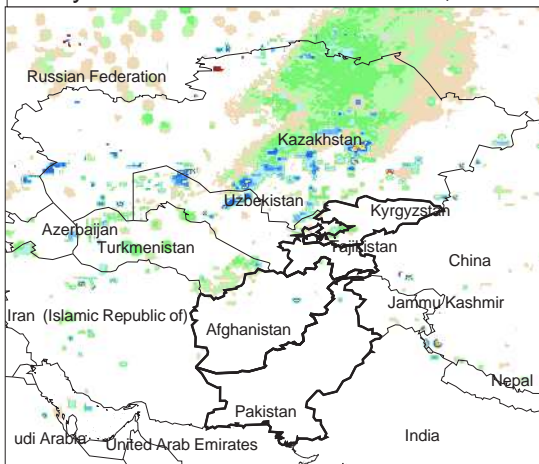 Russian Federation
Kazakhstan
Uzbekistan
Kyrgyzstan
Azerbaijan
Turkmenistan
Tajikistan
China
Jammu/Kashmir
Iran (Islamic Republic of)
Afghanistan
Nepal
Pakistan
udi Arabia
United Arab Emirates
India